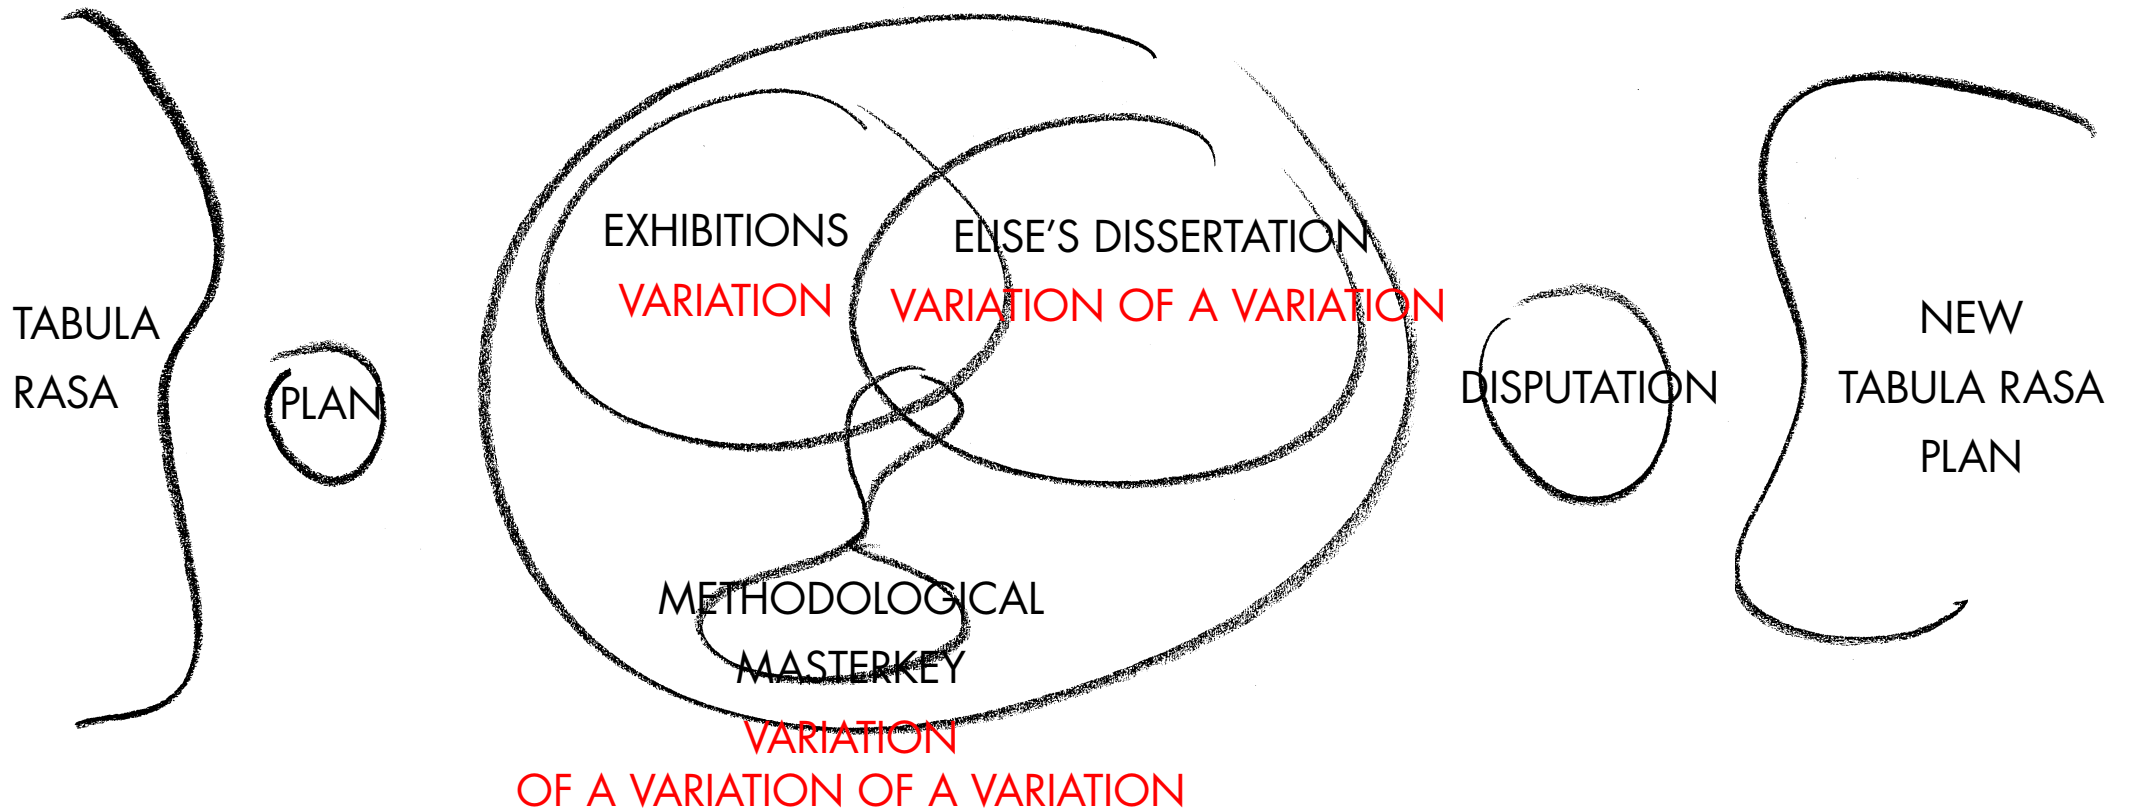 TABULA
RASA
PLAN
EXHIBITIONS
VARIATION
ELISE'S DISSERTATION
VARIATION OF A VARIATION
METHODOLOGICAL
MASTERKEY
VARIATION
OF A VARIATION OF A VARIATION
DISPUTATION
NEW
TABULA RASA
PLAN